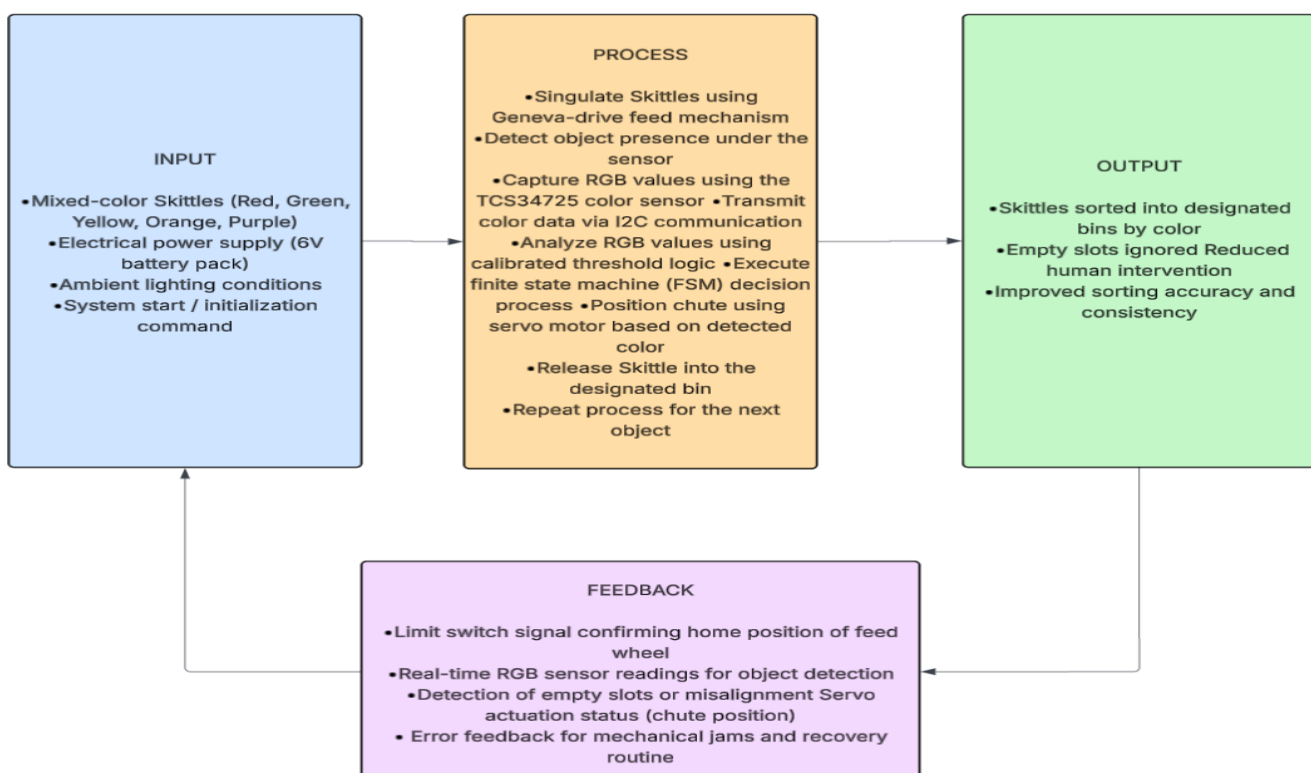 INPUT
•Mixed-color Skittles (Red, Green,
Yellow, Orange, Purple)
•Electrical power supply (6V
battery pack)
•Ambient lighting conditions
•System start / initialization
command
PROCESS
•Singulate Skittles using
Geneva-drive feed mechanism
•Detect object presence under the
sensor
•Capture RGB values using the
TCS34725 color sensor •Transmit
color data via I2C communication
•Analyze RGB values using
calibrated threshold logic •Execute
finite state machine (FSM) decision
process •Position chute using
servo motor based on detected
color
•Release Skittle into the
designated bin
•Repeat process for the next
object
OUTPUT
•Skittles sorted into designated
bins by color
•Empty slots ignored Reduced
human intervention
•Improved sorting accuracy and
consistency
FEEDBACK
•Limit switch signal confirming home position of feed
wheel
•Real-time RGB sensor readings for object detection
•Detection of empty slots or misalignment Servo
actuation status (chute position)
• Error feedback for mechanical jams and recovery
routine